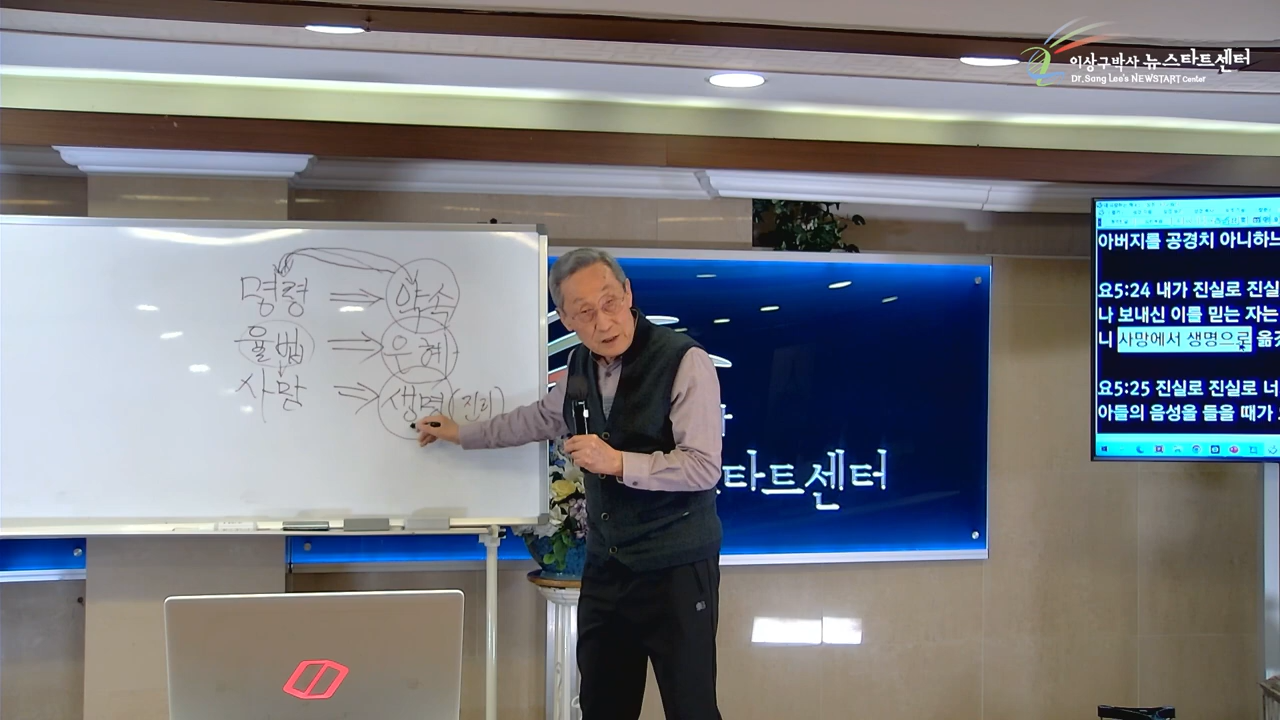 이상구박사 뉴스타트센터
Dr. Sang Lee's NEWSTART Center
명령 ⇒ 약속
율법 ⇒ 은혜
사망 ⇒ 생명 (진리)
스타트센터
아버지를 공경치 아니하느
요5:24 내가 진실로 진실
나 보내신 이를 믿는 자는
니 사망에서 생명으로 옮
요5:25 진실로 진실로 너
아들의 음성을 들을 때가